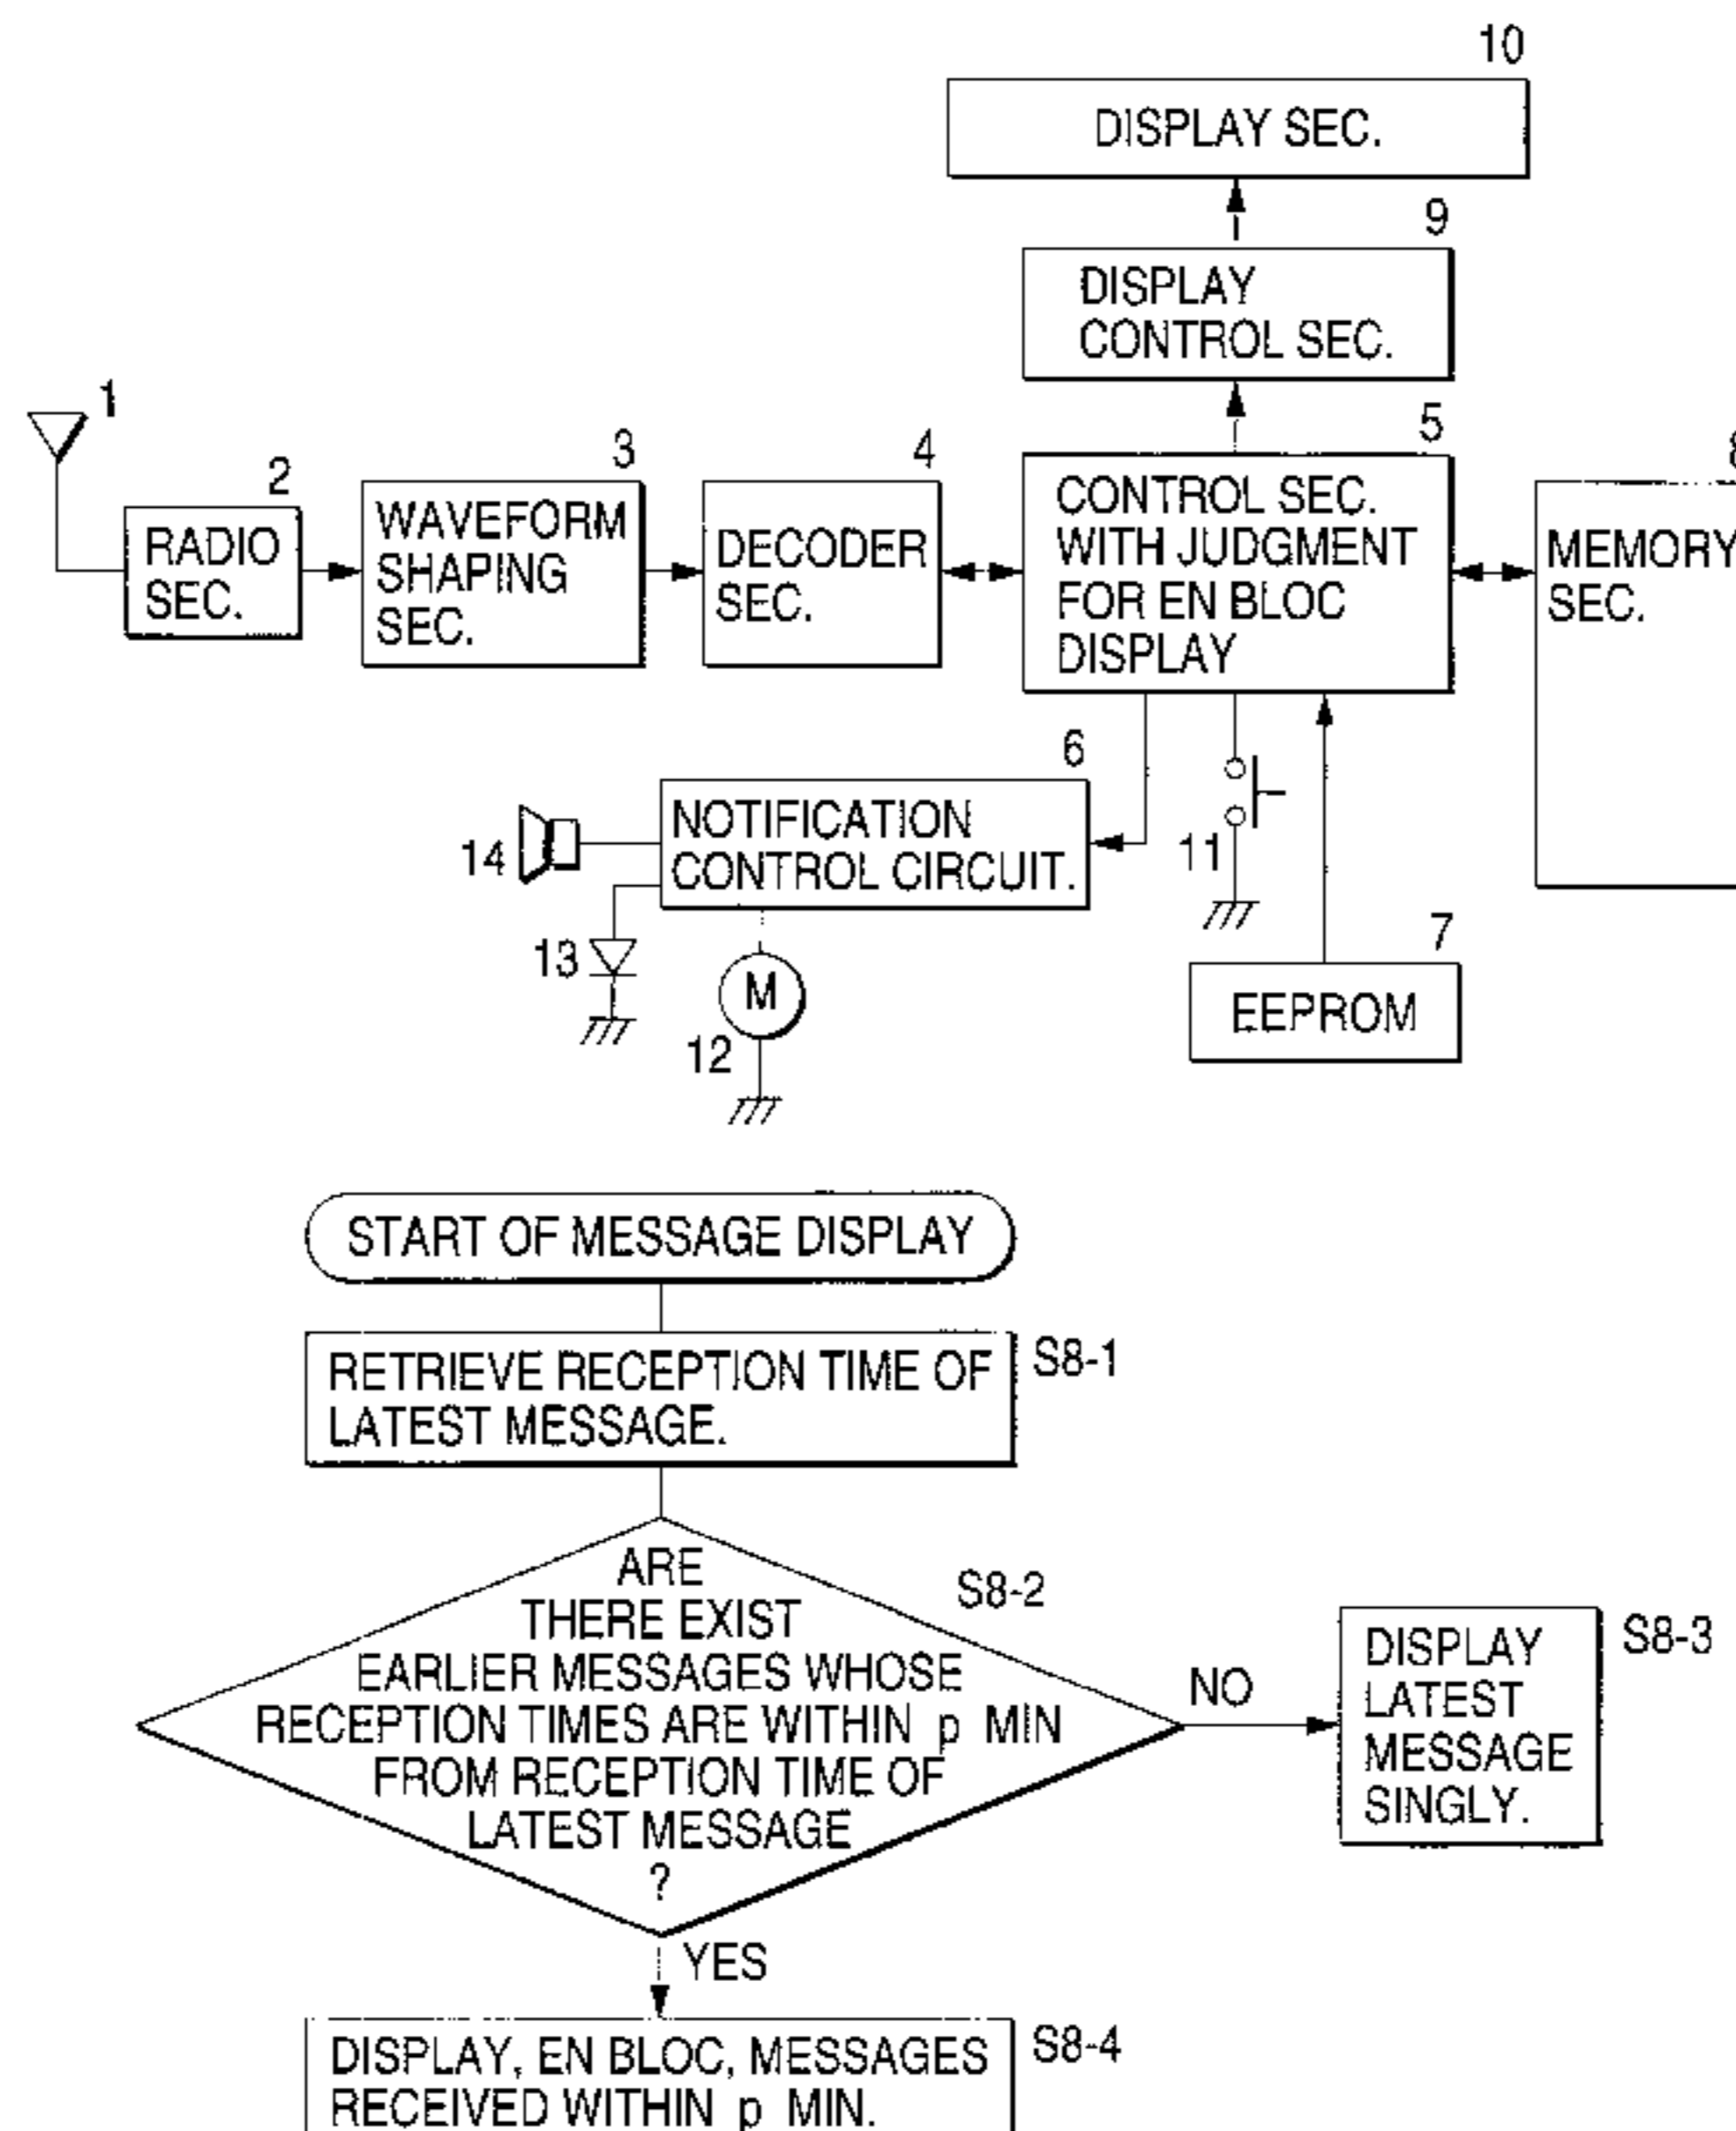 10
DISPLAY SEC.
9
DISPLAY
CONTROL SEC.
1
2
RADIO
SEC.
3
WAVEFORM
SHAPING
SEC.
4
DECODER
SEC.
5
CONTROL SEC.
WITH JUDGMENT
FOR EN BLOC
DISPLAY
8
MEMORY
SEC.
6
NOTIFICATION
CONTROL CIRCUIT.
14
13
M
12
11
7
EEPROM
START OF MESSAGE DISPLAY
RETRIEVE RECEPTION TIME OF
LATEST MESSAGE.
S8-1
ARE
THERE EXIST
EARLIER MESSAGES WHOSE
RECEPTION TIMES ARE WITHIN p MIN
FROM RECEPTION TIME OF
LATEST MESSAGE
?
S8-2
NO
DISPLAY
LATEST
MESSAGE
SINGLY.
S8-3
YES
DISPLAY, EN BLOC, MESSAGES
RECEIVED WITHIN p MIN.
S8-4